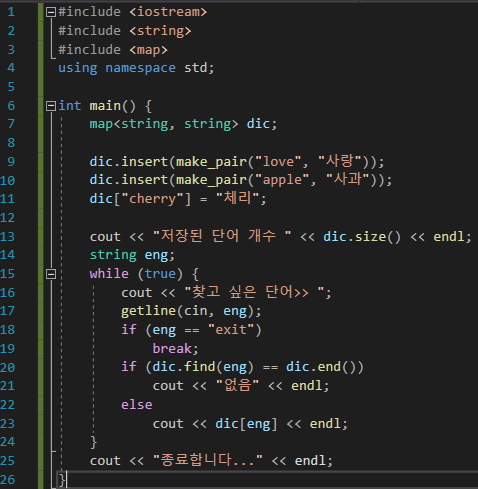 1 #include <iostream>
2 #include <string>
3 #include <map>
4 using namespace std;
5
6 int main() {
7 map<string, string> dic;
8
9 dic.insert(make_pair("love", "사랑"));
10 dic.insert(make_pair("apple", "사과"));
11 dic["cherry"] = "체리";
12
13 cout << "저장된 단어 개수 " << dic.size() << endl;
14 string eng;
15 while (true) {
16 cout << "찾고 싶은 단어>> ";
17 getline(cin, eng);
18 if (eng == "exit")
19 break;
20 if (dic.find(eng) == dic.end())
21 cout << "없음" << endl;
22 else
23 cout << dic[eng] << endl;
24 }
25 cout << "종료합니다..." << endl;
26 }